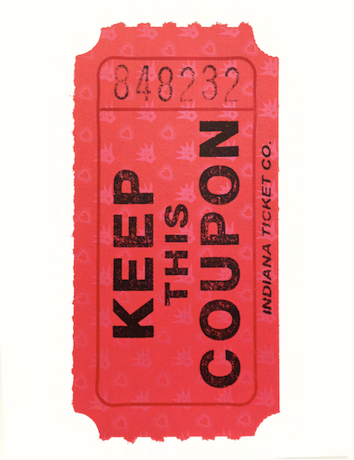 848232
KEEP
THIS
COUPON
INDIANA TICKET CO.